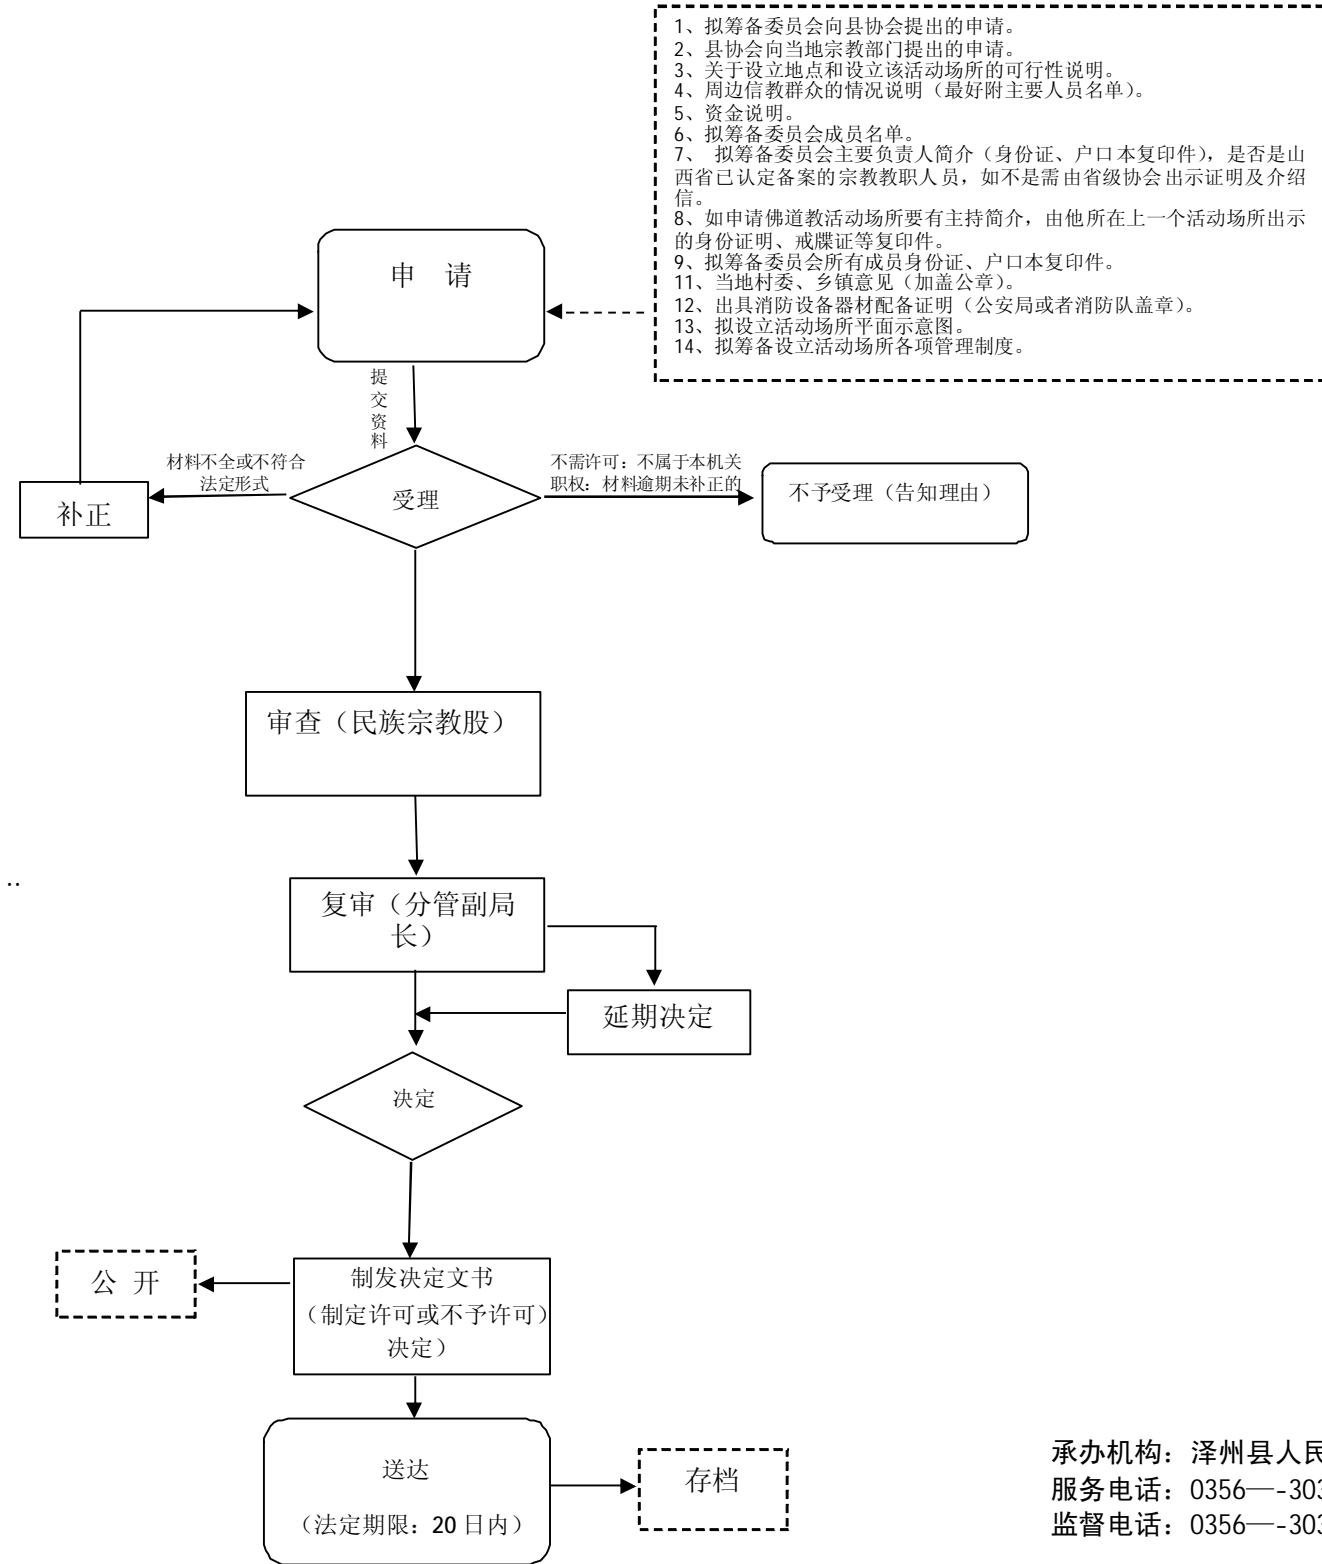 1、拟筹备委员会向县协会提出的申请。
2、县协会向当地宗教部门提出的申请。
3、关于设立地点和设立该活动场所的可行性说明。
4、周边信教群众的情况说明（最好附主要人员名单）。
5、资金说明。
6、拟筹备委员会成员名单。
7、 拟筹备委员会主要负责人简介（身份证、户口本复印件），是否是山
西省已认定备案的宗教教职人员，如不是需由省级协会出示证明及介绍
信。
8、如申请佛道教活动场所要有主持简介，由他所在上一个活动场所出示
的身份证明、戒牒证等复印件。
9、拟筹备委员会所有成员身份证、户口本复印件。
11、当地村委、乡镇意见（加盖公章）。
12、出具消防设备器材配备证明（公安局或者消防队盖章）。
13、拟设立活动场所平面示意图。
14、拟筹备设立活动场所各项管理制度。
申 请
提
交
资
料
材料不全或不符合
法定形式
补正
受理
不需许可：不属于本机关
职权：材料逾期未补正的
不予受理（告知理由）
审查（民族宗教股）
..
复审（分管副局
长）
延期决定
决定
公 开
制发决定文书
（制定许可或不予许可）
决定）
送达
（法定期限：20 日内）
存档
承办机构：泽州县人民
服务电话：0356—-303
监督电话：0356—-303